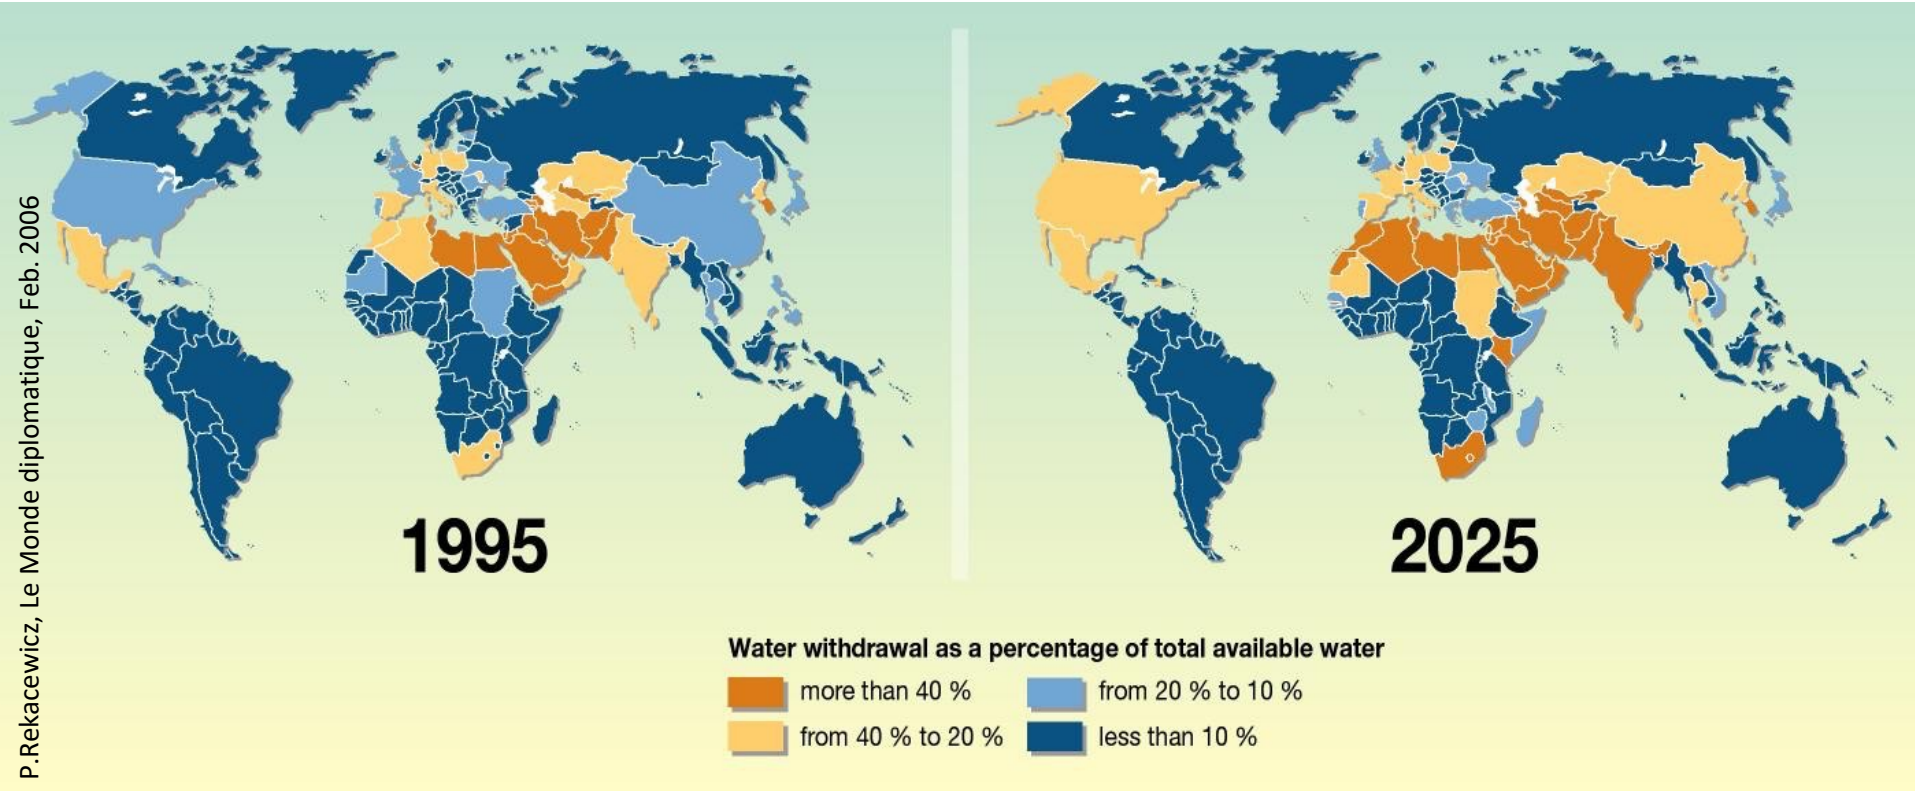 P.Rekacewicz, Le Monde diplomatique, Feb. 2006
1995
2025
Water withdrawal as a percentage of total available water
more than 40 %
from 20 % to 10 %
from 40 % to 20 %
less than 10 %